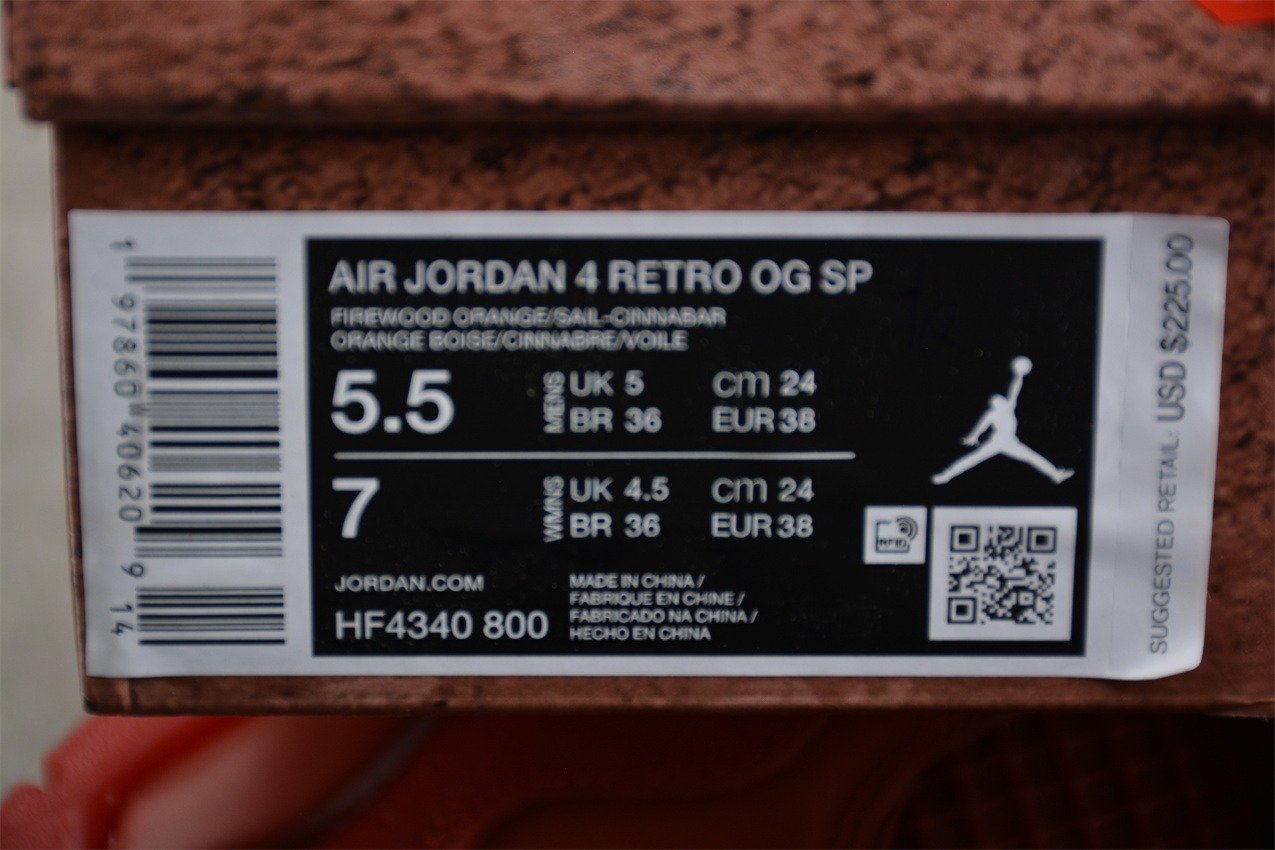 AIR JORDAN 4 RETRO OG SP
FIREWOOD ORANGE/SAIL-CINNABAR
ORANGE BOISE/CINNABRE/VOILE
5.5
MENS
UK 5 cm 24
BR 36 EUR 38
7
WMNS
UK 4.5 cm 24
BR 36 EUR 38
JORDAN.COM
HF4340 800
MADE IN CHINA /
FABRIQUE EN CHINE /
FABRICADO NA CHINA /
HECHO EN CHINA
RFID
SUGGESTED RETAIL: USD $225.00
1 97860 40620 9 14